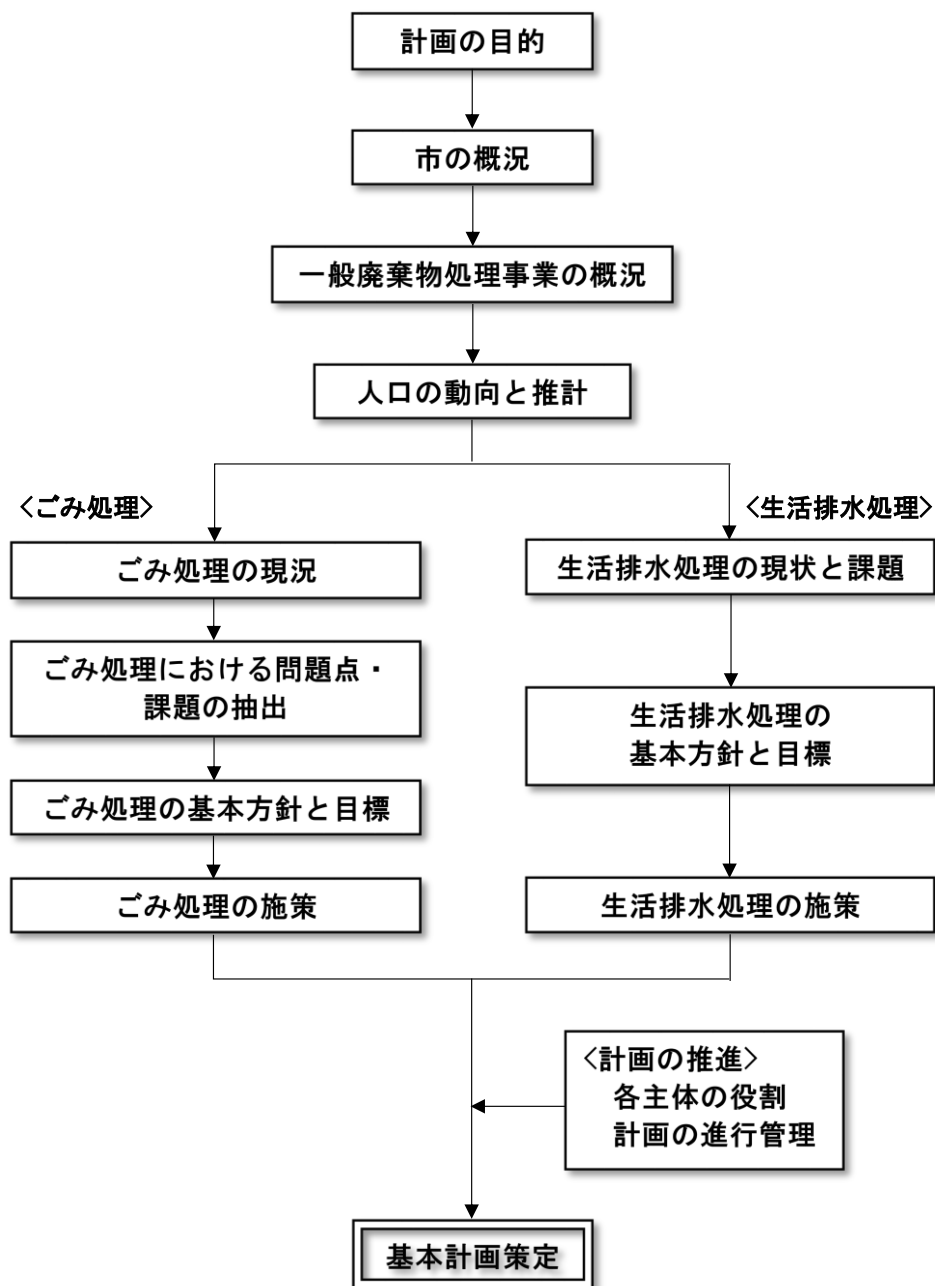 計画の目的
市の概況
一般廃棄物処理事業の概況
人口の動向と推計
<ごみ処理>
ごみ処理の現況
ごみ処理における問題点・
課題の抽出
ごみ処理の基本方針と目標
ごみ処理の施策
<生活排水処理>
生活排水処理の現状と課題
生活排水処理の
基本方針と目標
生活排水処理の施策
<計画の推進>
各主体の役割
計画の進行管理
基本計画策定